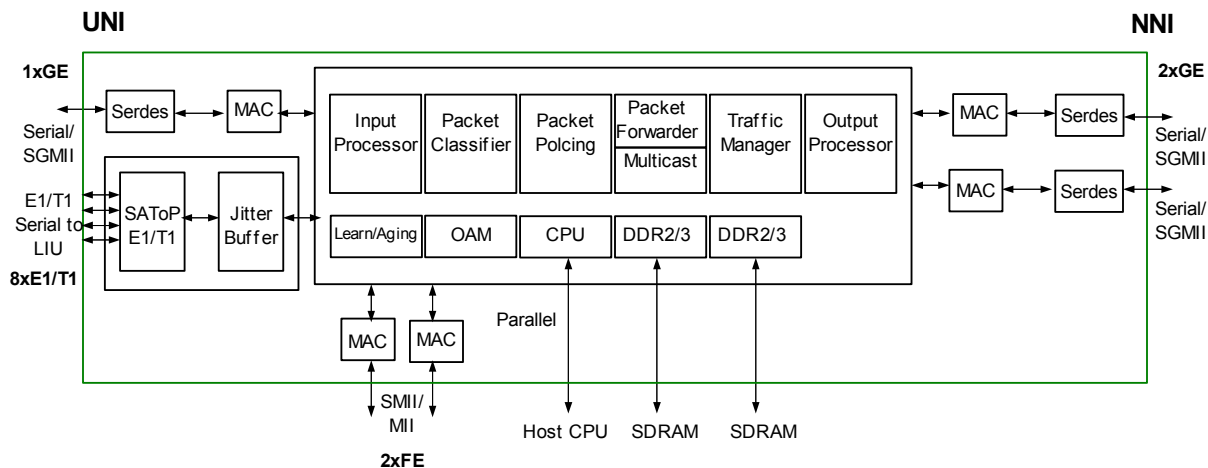 UNI
NNI
1xGE
2xGE
Serdes
MAC
Serial/
SGMII
Input
Processor
Packet
Classifier
Packet
Polcing
Packet
Forwarder
Multicast
Traffic
Manager
Output
Processor
MAC
Serdes
Serial/
SGMII
MAC
Serdes
Serial/
SGMII
E1/T1
Serial to
LIU
8xE1/T1
SAToP
E1/T1
Jitter
Buffer
Learn/Aging
OAM
CPU
DDR2/3
DDR2/3
MAC
MAC
Parallel
SMII/
MII
2xFE
Host CPU
SDRAM
SDRAM